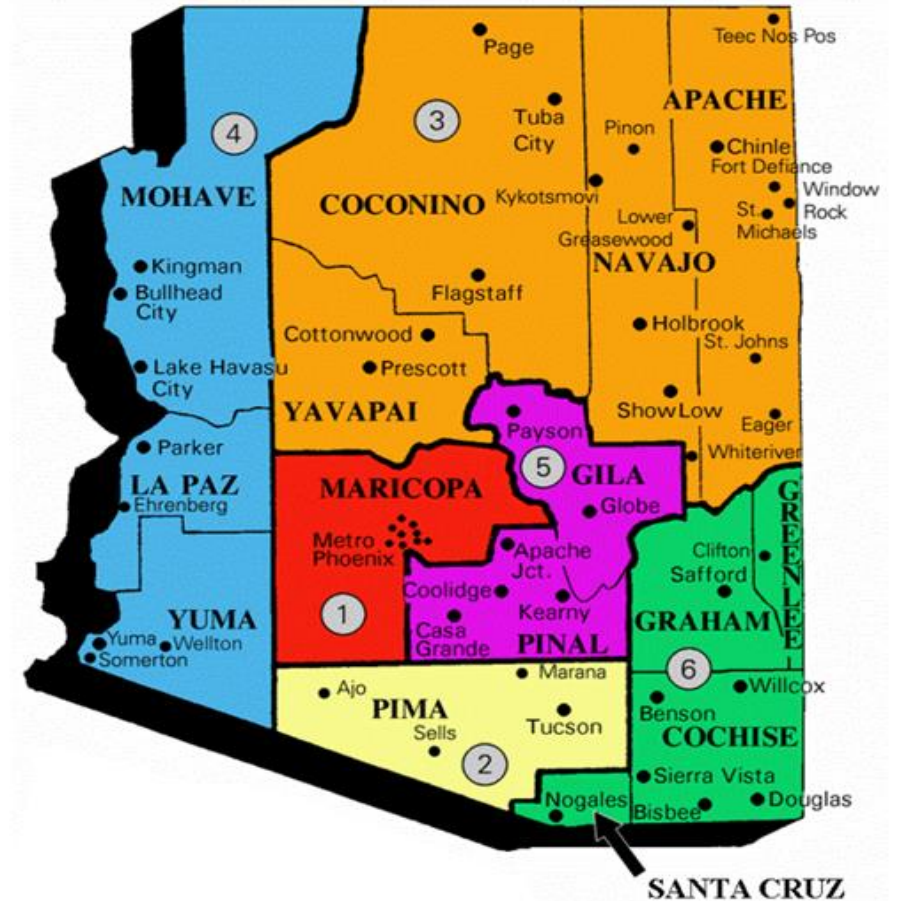 Page
Teec Nos Pos
APACHE
4
3
Tuba
City
Pinon
Chinle
Fort Defiance
Window
Rock
St.
Michaels
MOHAVE
COCONINO
Kykotsmovi
Lower
Greasewood
NAVAJO
Kingman
Bullhead
City
Flagstaff
Holbrook
St. Johns
Cottonwood
Prescott
Lake Havasu
City
YAVAPAI
Show Low
Eager
Payson
Whiteriver
Parker
5
GILA
LA PAZ
Ehrenberg
MARICOPA
Globe
GREENLEE
Metro
Phoenix
Apache
Jct.
Clifton
Safford
Coolidge
Kearny
1
YUMA
GRAHAM
Casa
Grande
PINAL
Yuma
Wellton
Somerton
6
Marana
Ajo
Willcox
PIMA
Benson
Tucson
Sells
COCHISE
2
Sierra Vista
Nogales
Bisbee
Douglas
SANTA CRUZ